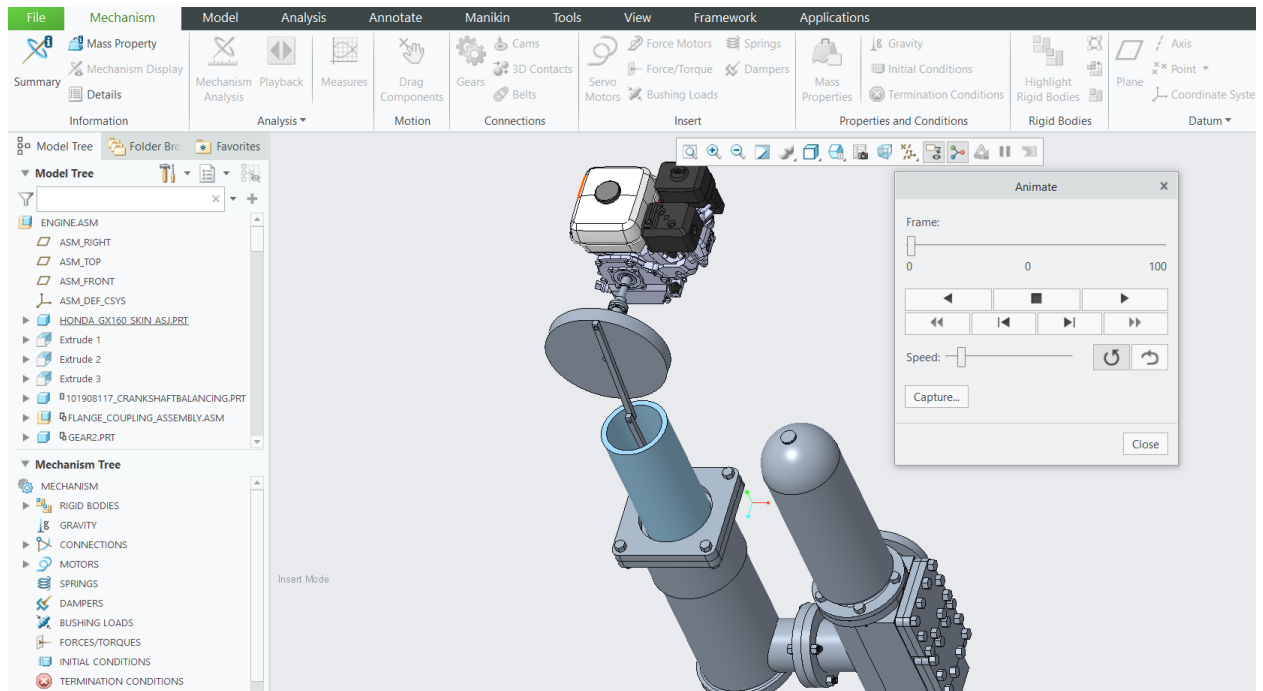 File Mechanism Model Analysis Annotate Manikin Tools View Framework Applications
Summary
Mass Property
Mechanism Display
Details
Information
Mechanism
Analysis
Playback
Measures
Analysis
Drag
Components
Motion
Gears
Cams
3D Contacts
Belts
Connections
Servo
Motors
Force Motors
Force/Torque
Bushing Loads
Springs
Dampers
Insert
Mass
Properties
Gravity
Initial Conditions
Termination Conditions
Properties and Conditions
Highlight
Rigid Bodies
Rigid Bodies
Plane
Axis
Point
Coordinate Syste
Datum
Model Tree Folder Brc Favorites
Model Tree
ENGINE.ASM
ASM_RIGHT
ASM_TOP
ASM_FRONT
ASM_DEF_CSYS
HONDA GX160 SKIN ASJ.PRT
Extrude 1
Extrude 2
Extrude 3
101908117_CRANKSHAFTBALANCING.PRT
FLANGE_COUPLING_ASSEMBLY.ASM
GEAR2.PRT
Mechanism Tree
MECHANISM
RIGID BODIES
GRAVITY
CONNECTIONS
MOTORS
SPRINGS
DAMPERS
BUSHING LOADS
FORCES/TORQUES
INITIAL CONDITIONS
TERMINATION CONDITIONS
Insert Mode
Animate
Frame:
0 0 100
Speed:
Capture...
Close